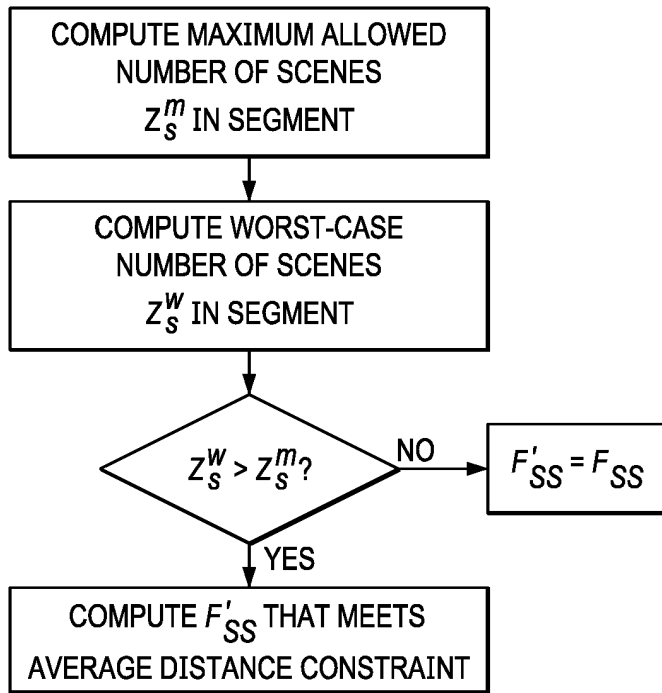 COMPUTE MAXIMUM ALLOWED
NUMBER OF SCENES
Z_s^m IN SEGMENT
COMPUTE WORST-CASE
NUMBER OF SCENES
Z_s^w IN SEGMENT
Z_s^w > Z_s^m?
NO
F'_SS = F_SS
YES
COMPUTE F'_SS THAT MEETS
AVERAGE DISTANCE CONSTRAINT